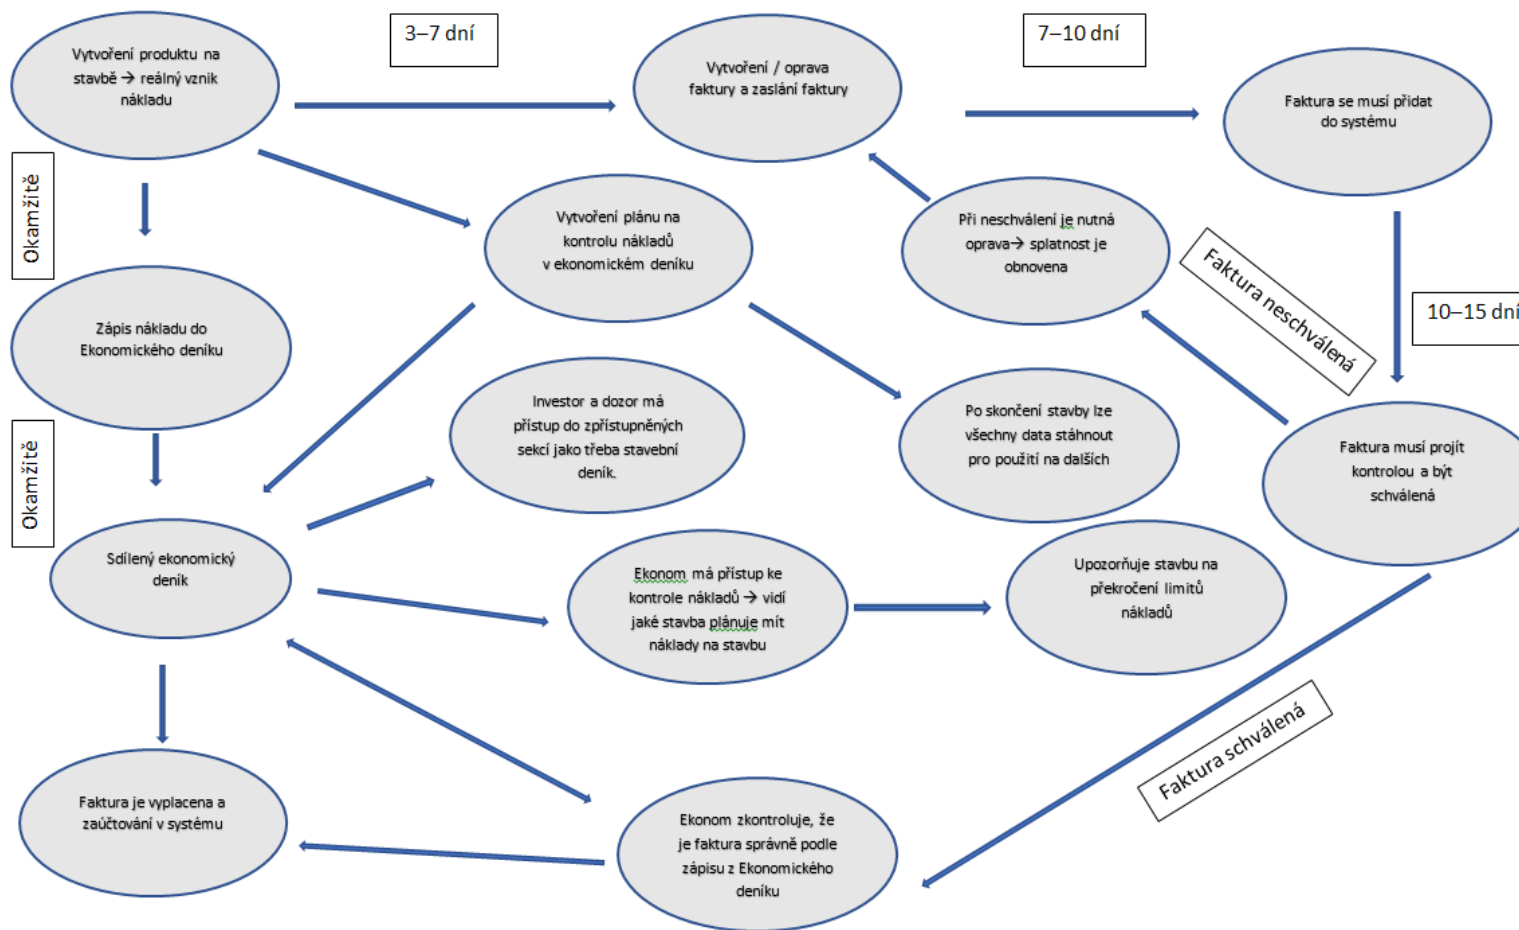 Vytvoření produktu na
stavbě → reálný vznik
nákladu
3–7 dní
Vytvoření / oprava
faktury a zaslání faktury
7–10 dní
Faktura se musí přidat
do systému
Okamžitě
Vytvoření plánu na
kontrolu nákladů
v ekonomickém deníku
Při neschválení je nutná
oprava→ splatnost je
obnovena
Faktura neschválená
10–15 dní
Zápis nákladu do
Ekonomického deníku
Investor a dozor má
přístup do zpřístupněných
sekcí jako třeba stavební
deník.
Po skončení stavby lze
všechny data stáhnout
pro použití na dalších
Faktura musí projít
kontrolou a být
schválená
Okamžitě
Sdílený ekonomický
deník
Ekonom má přístup ke
kontrole nákladů → vidí
jaké stavba plánuje mít
náklady na stavbu
Upozorňuje stavbu na
překročení limitů
nákladů
Faktura schválená
Faktura je vyplacena a
zaúčtování v systému
Ekonom zkontroluje, že
je faktura správně podle
zápisu z Ekonomického
deníku